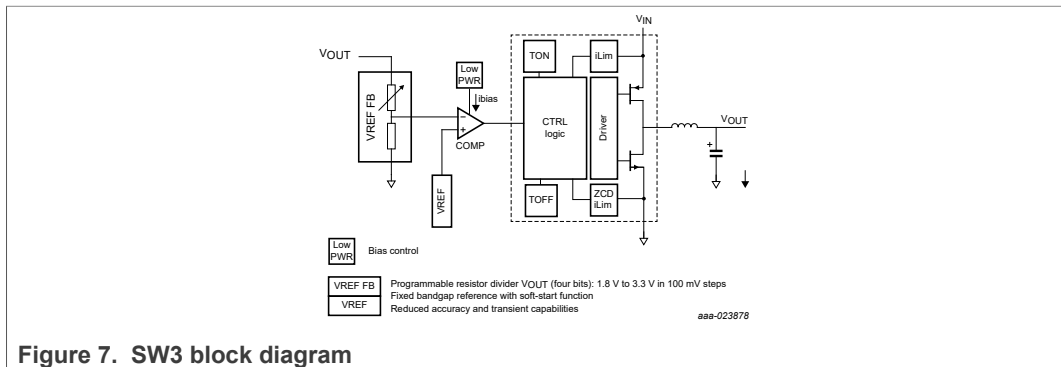 VIN
VOUT
TON
iLim
Low
PWR
ibias
VREF FB
−
+
COMP
CTRL
logic
Driver
VOUT
+
VREF
TOFF
ZCD
iLim
Low
PWR
Bias control
VREF FB
Programmable resistor divider VOUT (four bits): 1.8 V to 3.3 V in 100 mV steps
Fixed bandgap reference with soft-start function
VREF
Reduced accuracy and transient capabilities
aaa-023878
Figure 7. SW3 block diagram